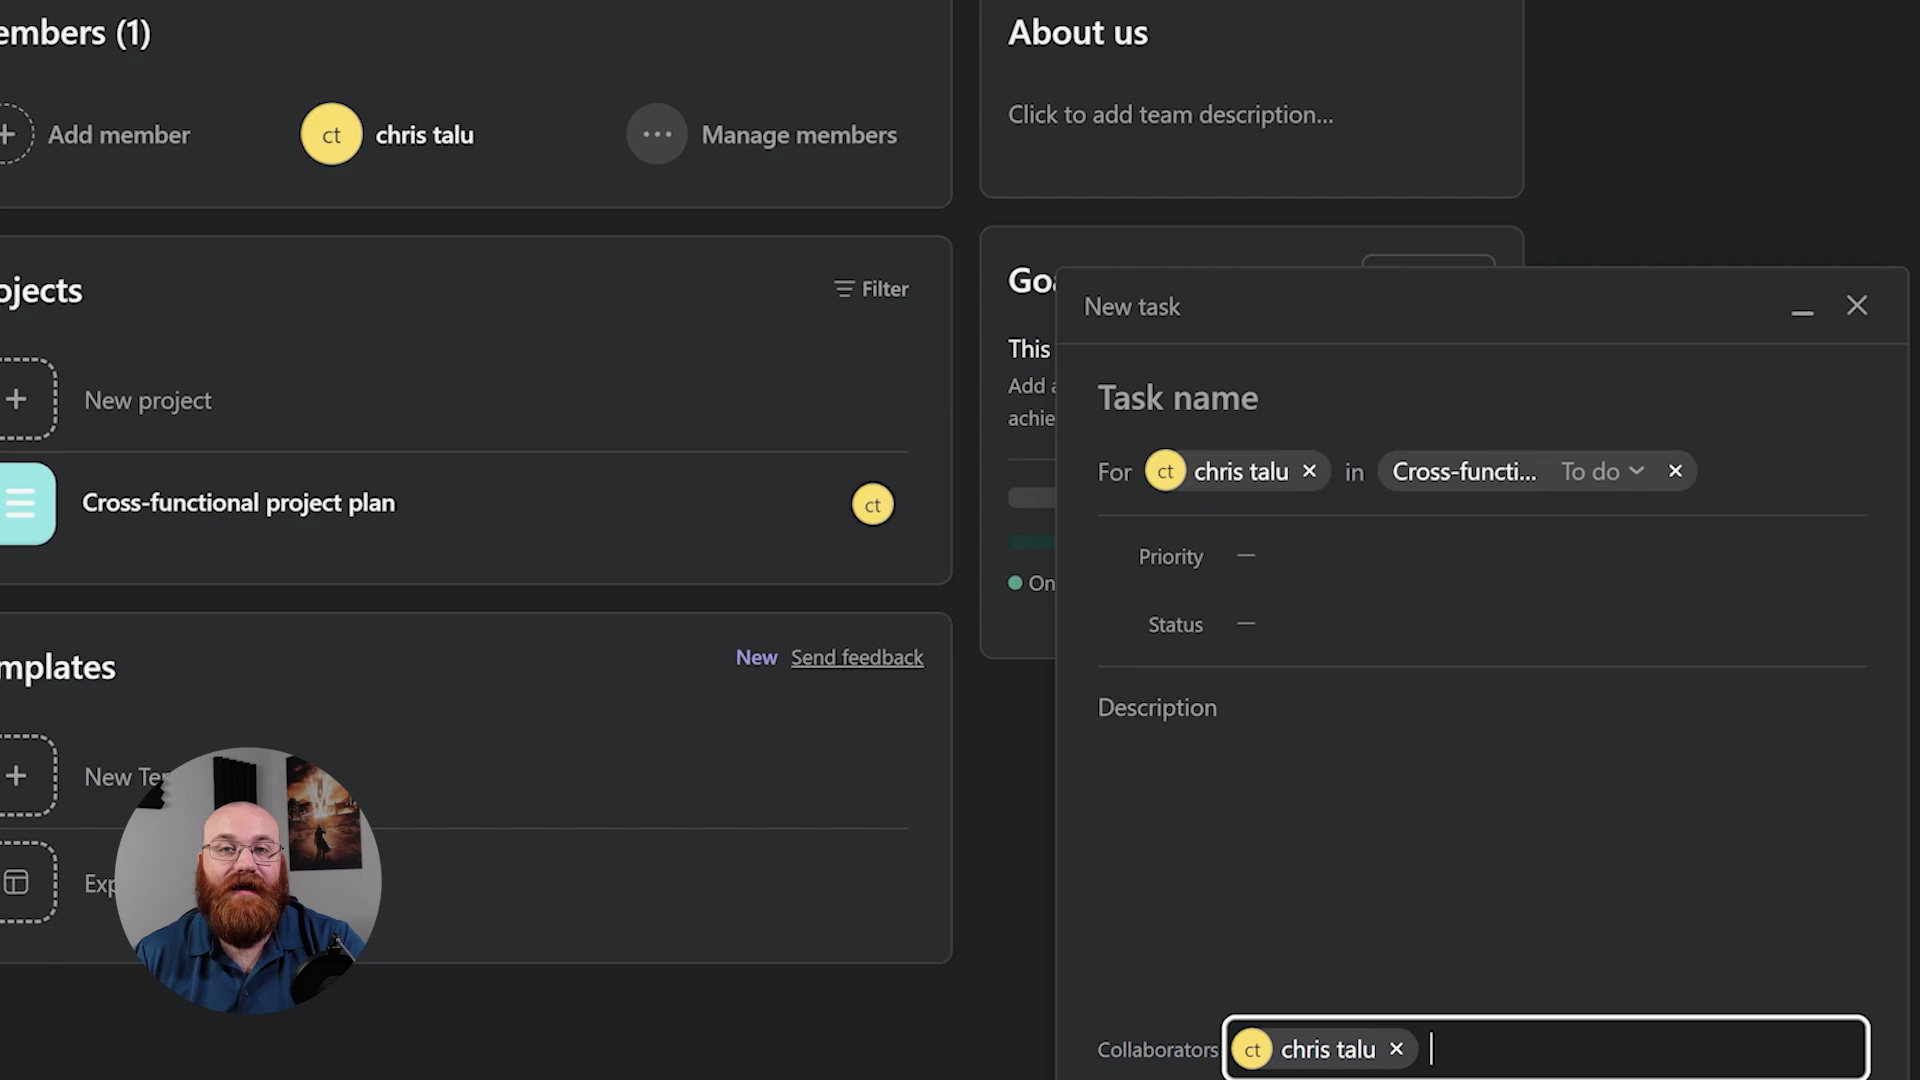 embers (1)
Add member
ct
chris talu
Manage members
ojects
Filter
New project
Cross-functional project plan
ct
mplates
New
Send feedback
New Te
Exp
About us
Click to add team description...
Goa
This
Add a
achie
On
New task
Task name
For ct chris talu in Cross-functi... To do
Priority —
Status —
Description
Collaborators ct chris talu